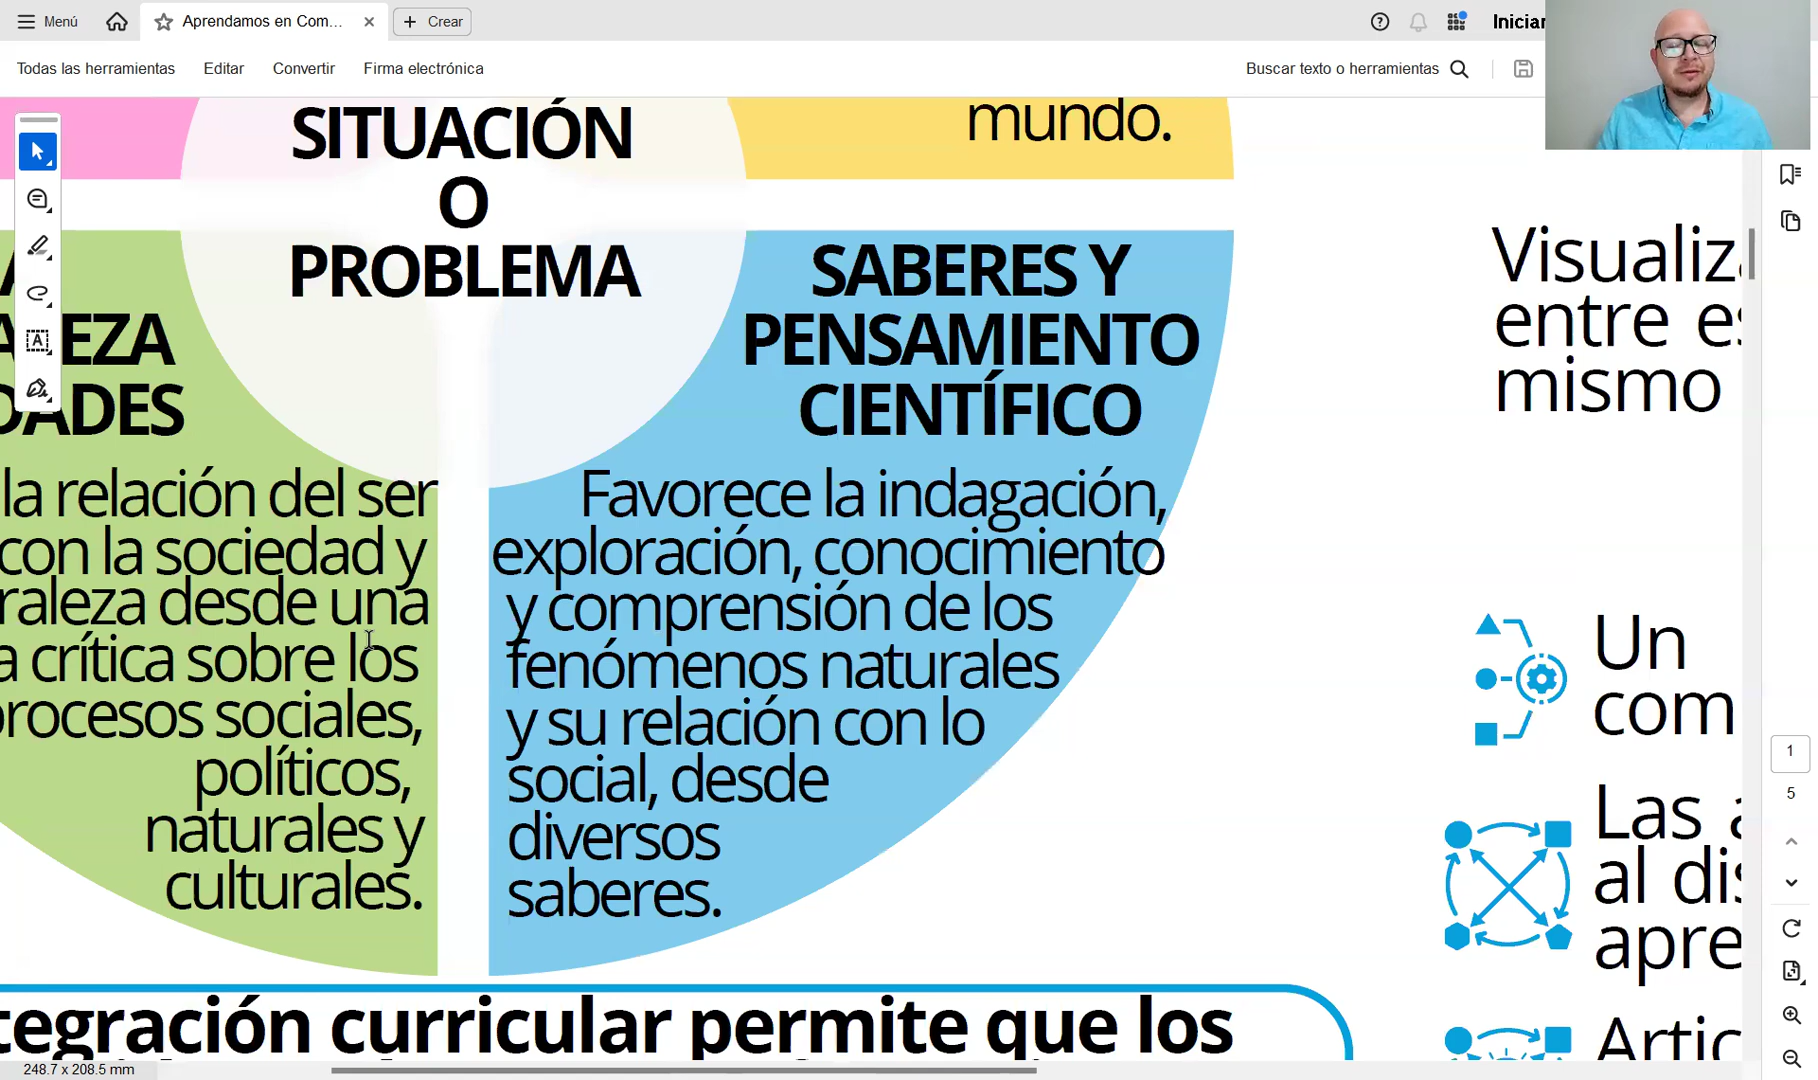 Menú
Aprendamos en Com...
Crear
Iniciar
Todas las herramientas
Editar
Convertir
Firma electrónica
Buscar texto o herramientas
mundo.
SITUACIÓN
O
PROBLEMA
EZA
DADES
la relación del ser
con la sociedad y
raleza desde una
a crítica sobre los
procesos sociales,
políticos,
naturales y
culturales.
SABERES Y
PENSAMIENTO
CIENTÍFICO
Favorece la indagación,
exploración, conocimiento
y comprensión de los
fenómenos naturales
y su relación con lo
social, desde
diversos
saberes.
Visualiza
entre es
mismo
Un
com
Las a
al dis
apre
Artic
tegración curricular permite que los
1
5
248.7 x 208.5 mm